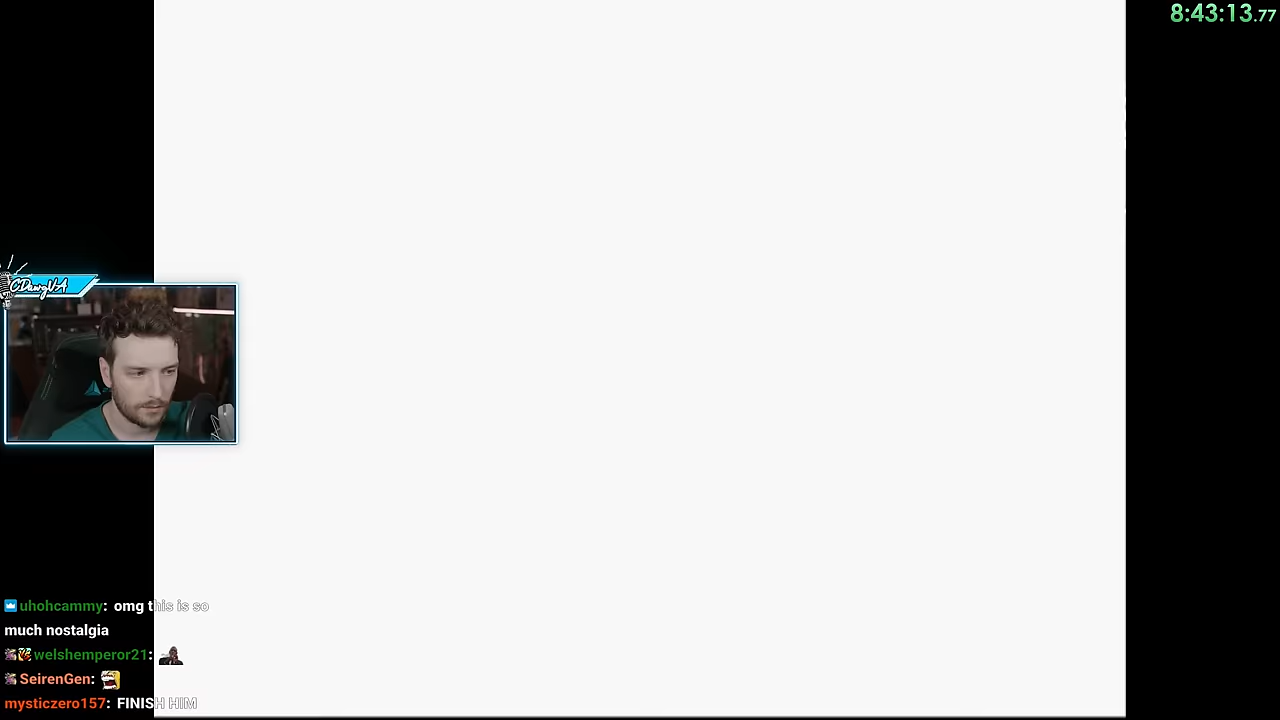 8:43:13.77
CDawgVA
uhohcammy: omg this is so
much nostalgia
welshemperor21:
SeirenGen:
mysticzero157: FINISH HIM